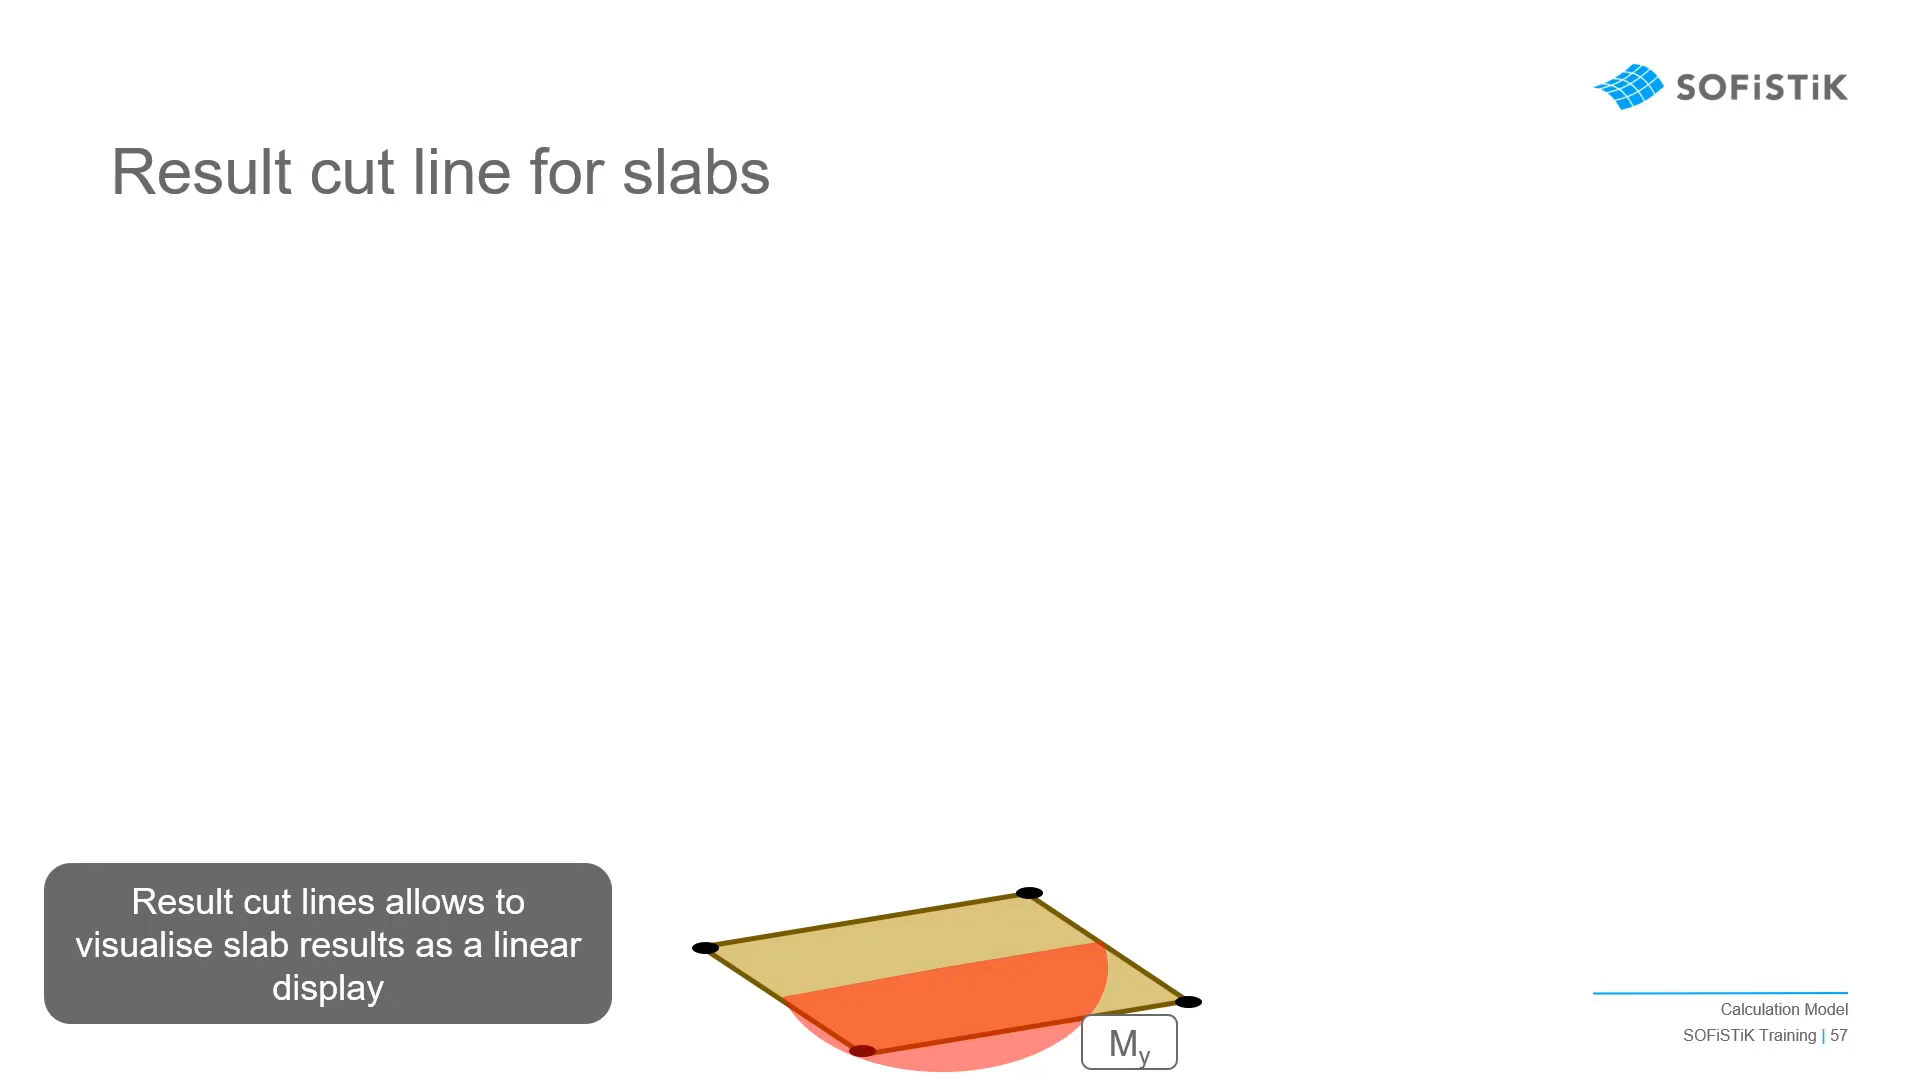 SOFiSTiK
Result cut line for slabs
Result cut lines allows to
visualise slab results as a linear
display
My
Calculation Model
SOFiSTiK Training | 57